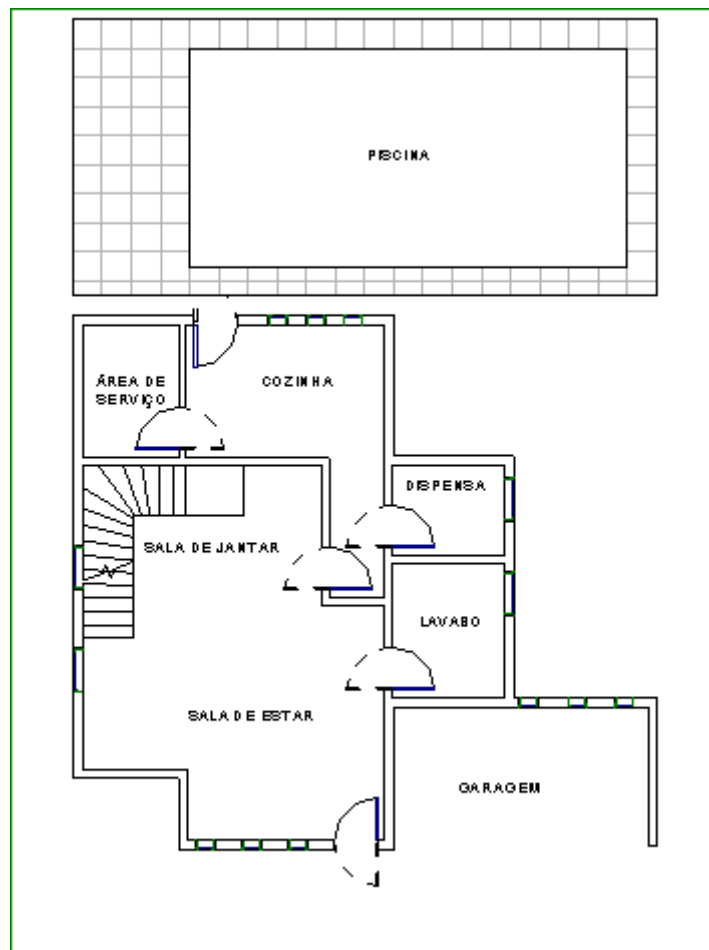 PISCINA
ÁREA DE
SERVIÇO
COZINHA
DISPENSA
SALA DE JANTAR
LAVABO
SALA DE ESTAR
GARAGEM